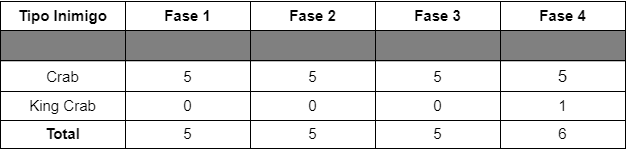 Tipo Inimigo Fase 1 Fase 2 Fase 3 Fase 4
Crab 5 5 5 5
King Crab 0 0 0 1
Total 5 5 5 6